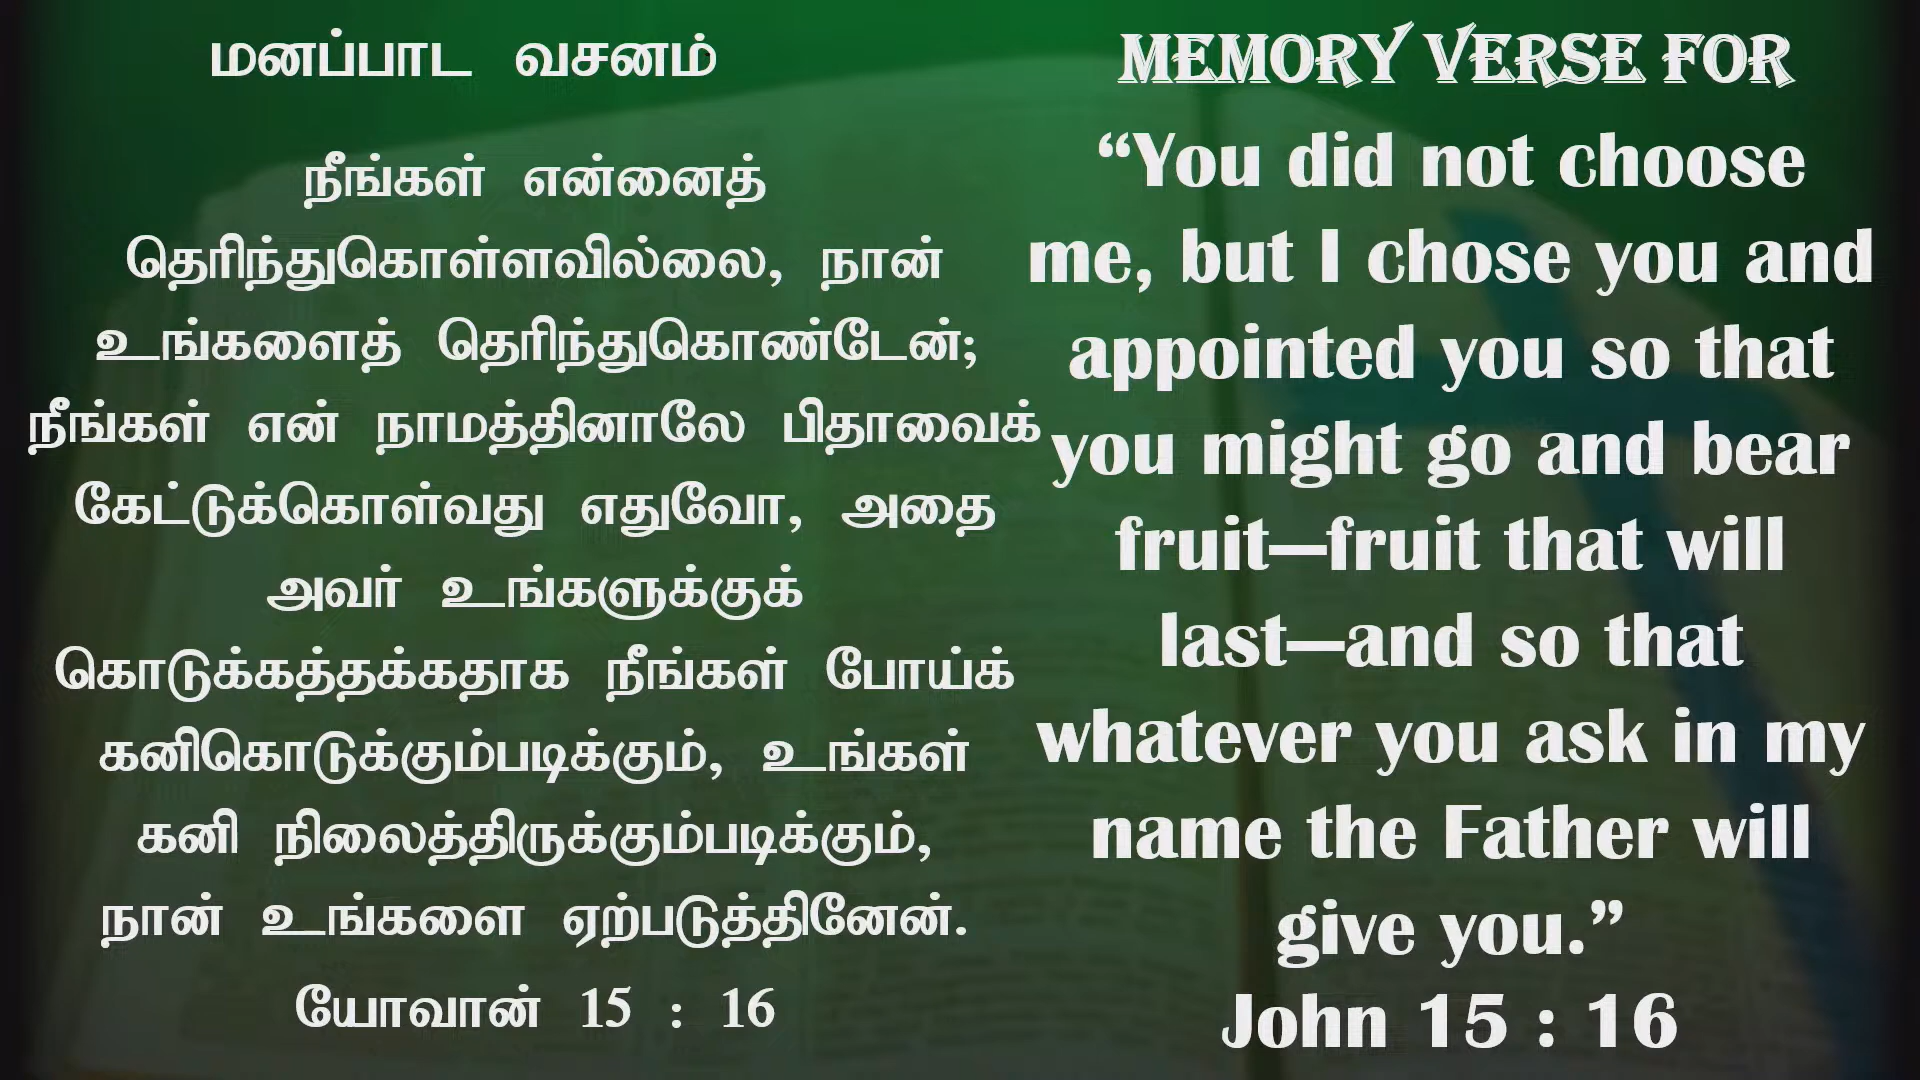 மனப்பாட வசனம்
நீங்கள் என்னைத்
தெரிந்துகொள்ளவில்லை, நான்
உங்களைத் தெரிந்துகொண்டேன்;
நீங்கள் என் நாமத்தினாலே பிதாவைக்
கேட்டுக்கொள்வது எதுவோ, அதை
அவர் உங்களுக்குக்
கொடுக்கத்தக்கதாக நீங்கள் போய்க்
கனிகொடுக்கும்படிக்கும், உங்கள்
கனி நிலைத்திருக்கும்படிக்கும்,
நான் உங்களை ஏற்படுத்தினேன்.
யோவான் 15 : 16
MEMORY VERSE FOR
“You did not choose
me, but I chose you and
appointed you so that
you might go and bear
fruit—fruit that will
last—and so that
whatever you ask in my
name the Father will
give you.”
John 15 : 16